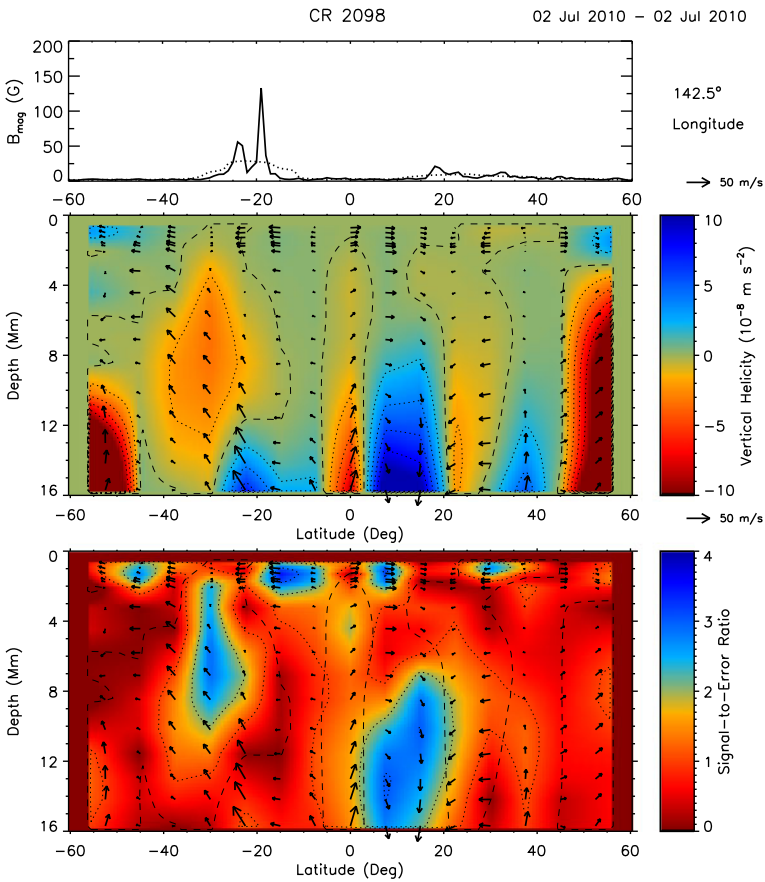 CR 2098
02 Jul 2010 − 02 Jul 2010
200
150
100
50
0
Bmag (G)
−60 −40 −20 0 20 40 60
142.5°
Longitude
50 m/s
0
4
8
12
16
Depth (Mm)
−60 −40 −20 0 20 40 60
Latitude (Deg)
10
5
0
−5
−10
Vertical Helicity (10⁻⁸ m s⁻²)
50 m/s
0
4
8
12
16
Depth (Mm)
−60 −40 −20 0 20 40 60
Latitude (Deg)
4
3
2
1
0
Signal−to−Error Ratio